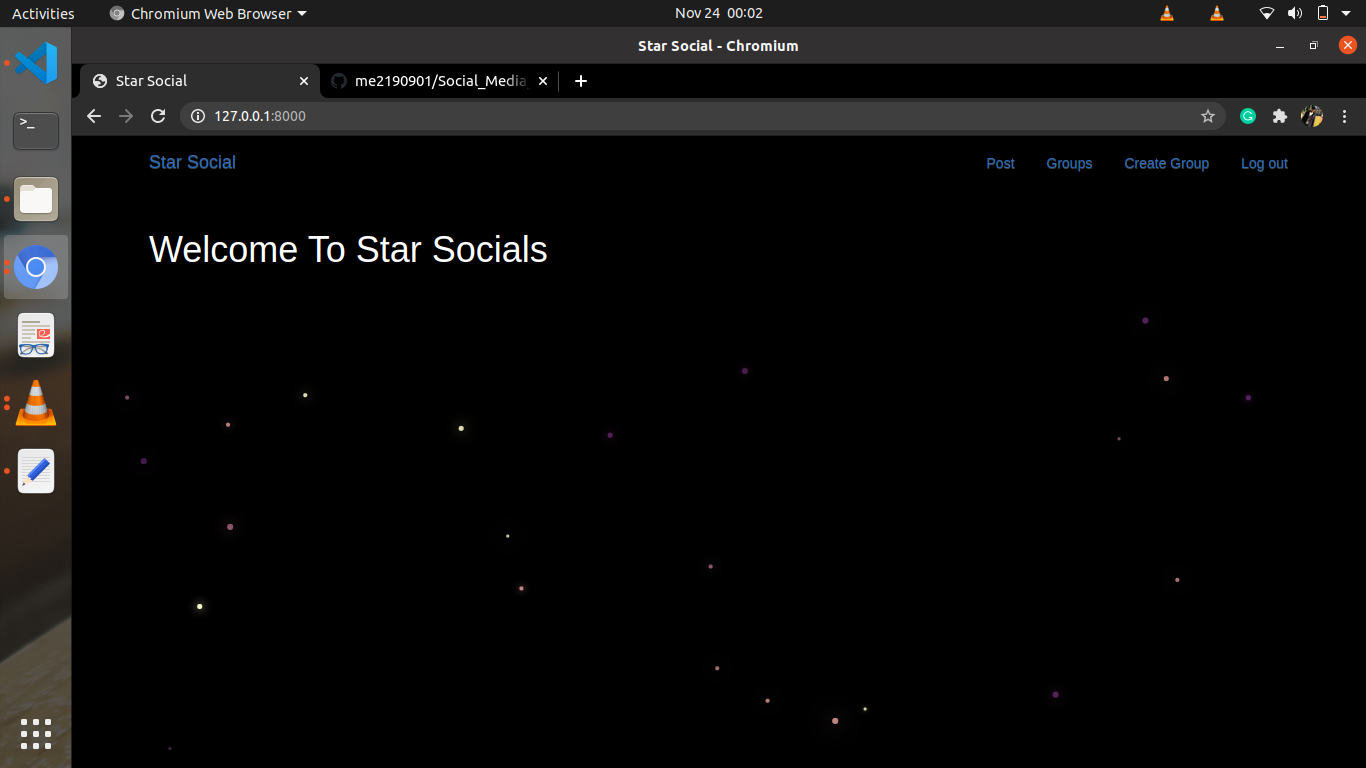 Activities Chromium Web Browser Nov 24 00:02
Star Social - Chromium
Star Social me2190901/Social_Media
127.0.0.1:8000
Star Social Post Groups Create Group Log out
Welcome To Star Socials